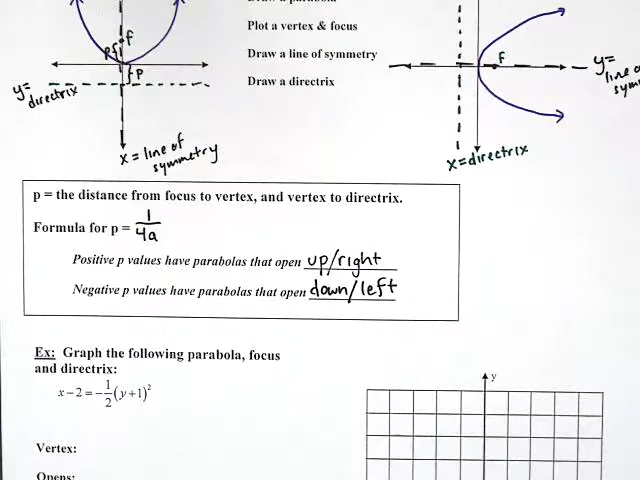 Plot a vertex & focus
Draw a line of symmetry
Draw a directrix
F
P
P
y=
directrix
x = line of
symmetry
F
y=
line of
x = directrix
p = the distance from focus to vertex, and vertex to directrix.
Formula for p = 1/4a
Positive p values have parabolas that open up/right
Negative p values have parabolas that open down/left
Ex: Graph the following parabola, focus
and directrix:
x-2=-\frac{1}{2}(y+1)^2
y
Vertex:
Opens: